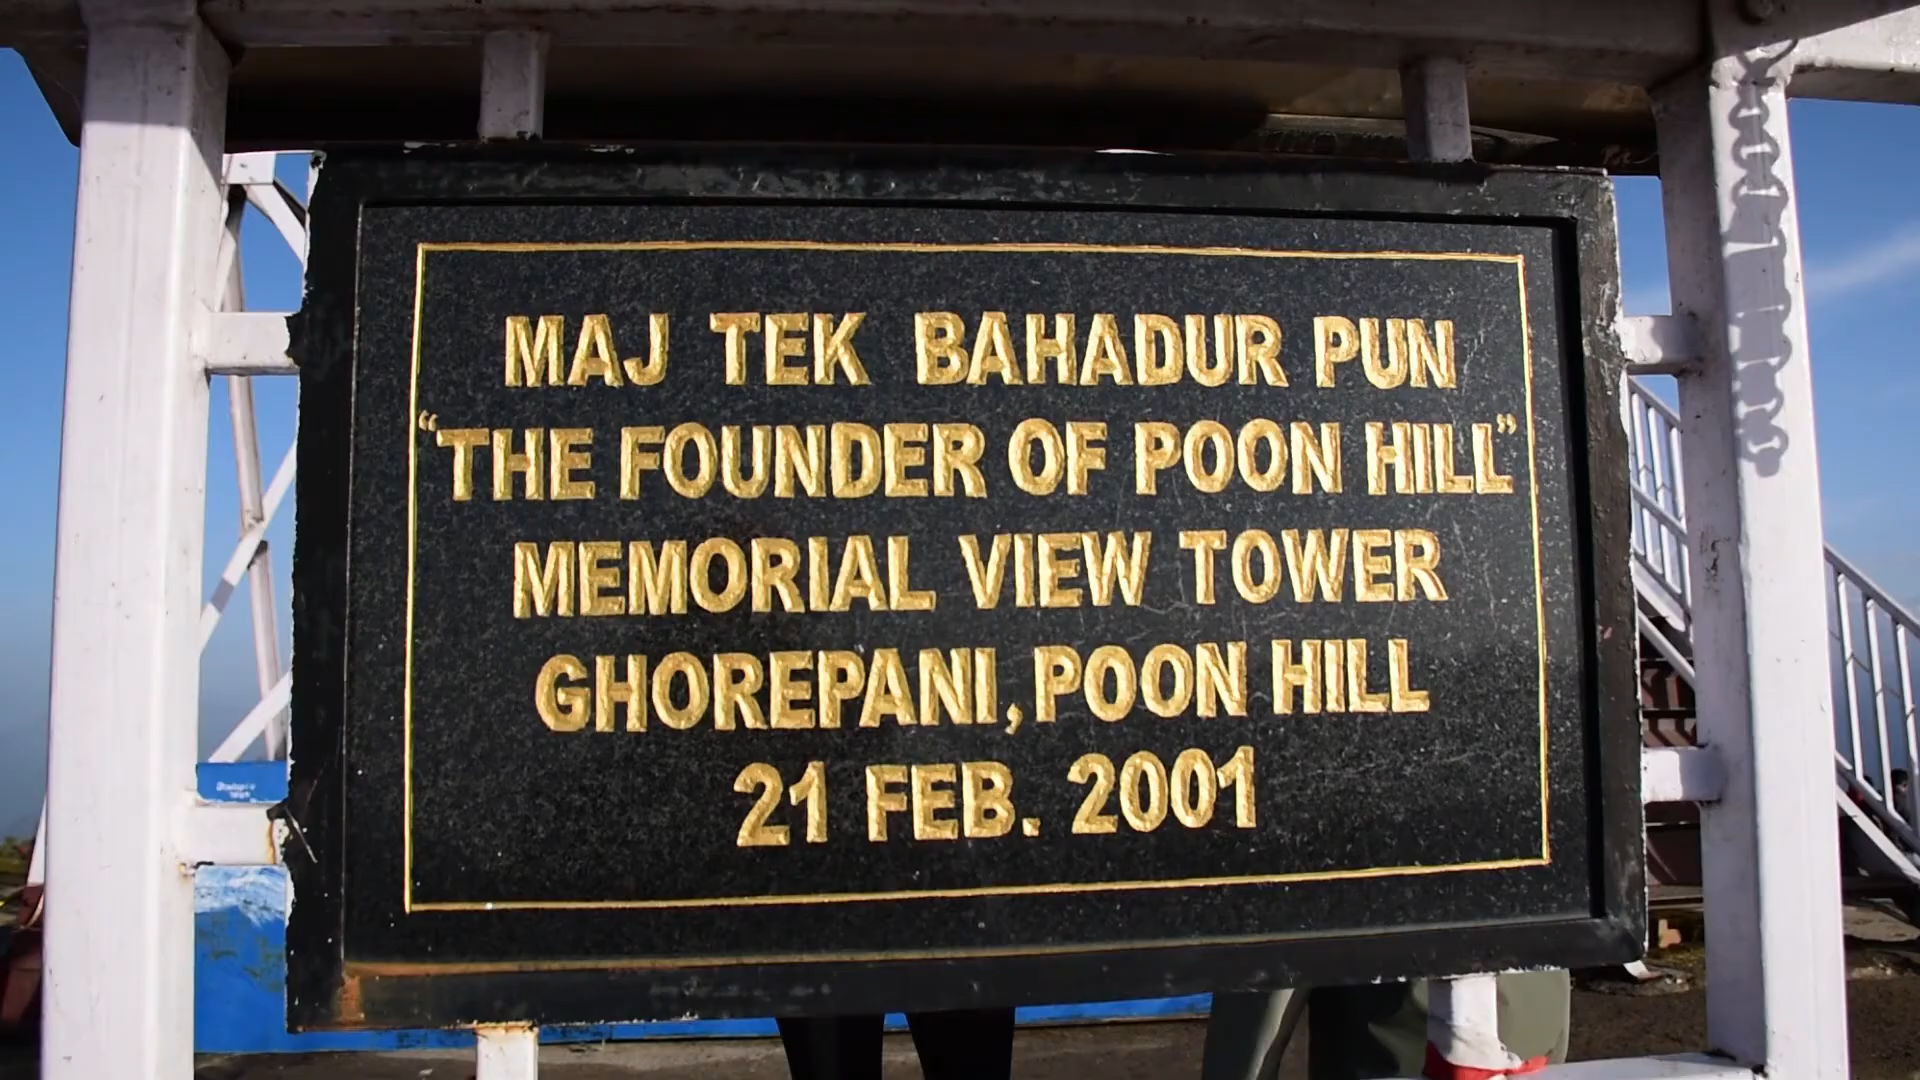 MAJ TEK BAHADUR PUN
“THE FOUNDER OF POON HILL”
MEMORIAL VIEW TOWER
GHOREPANI, POON HILL
21 FEB. 2001